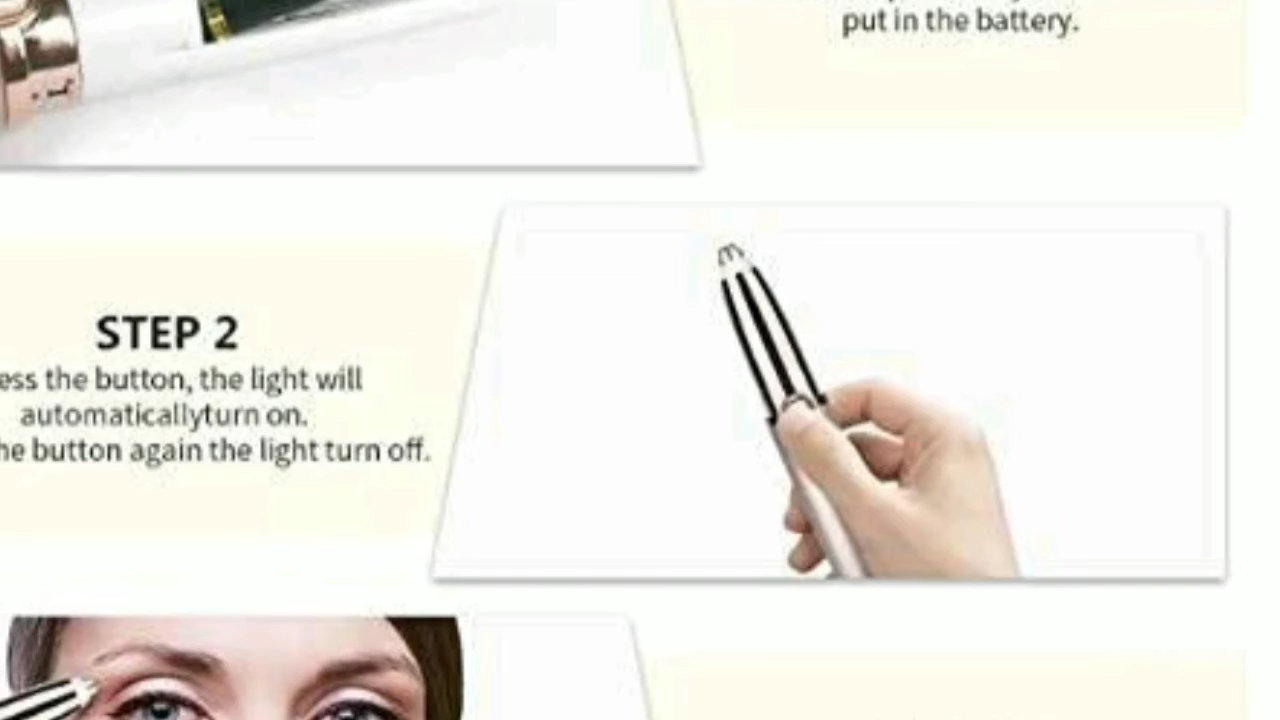 put in the battery.
STEP 2
ess the button, the light will
automaticallyturn on.
he button again the light turn off.